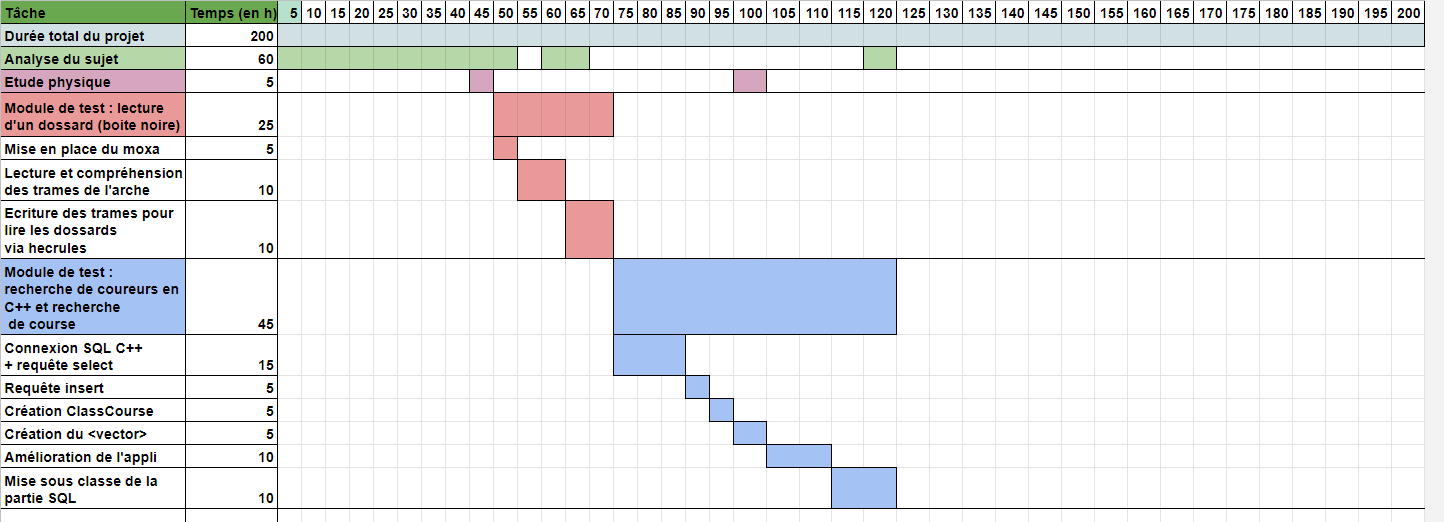 Tâche Temps (en h) 5 10 15 20 25 30 35 40 45 50 55 60 65 70 75 80 85 90 95 100 105 110 115 120 125 130 135 140 145 150 155 160 165 170 175 180 185 190 195 200
Durée total du projet 200
Analyse du sujet 60
Etude physique 5
Module de test : lecture
d'un dossard (boite noire) 25
Mise en place du moxa 5
Lecture et compréhension
des trames de l'arche 10
Ecriture des trames pour
lire les dossards
via hecrules 10
Module de test :
recherche de coureurs en
C++ et recherche
de course 45
Connexion SQL C++
+ requête select 15
Requête insert 5
Création ClassCourse 5
Création du <vector> 5
Amélioration de l'appli 10
Mise sous classe de la
partie SQL 10